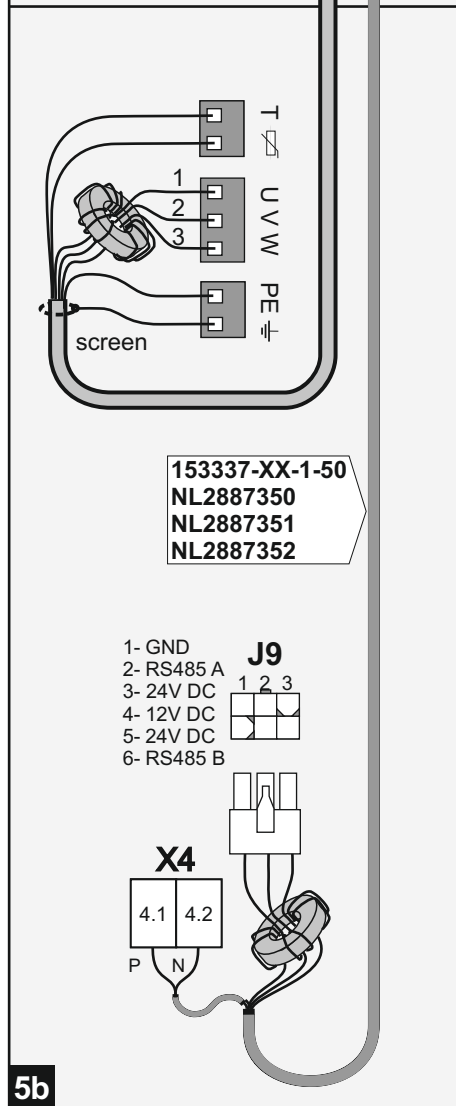 T
1
2
3
U V W
PE
screen
153337-XX-1-50
NL2887350
NL2887351
NL2887352
1- GND
2- RS485 A
3- 24V DC
4- 12V DC
5- 24V DC
6- RS485 B
J9
1 2 3
X4
4.1 4.2
P N
5b